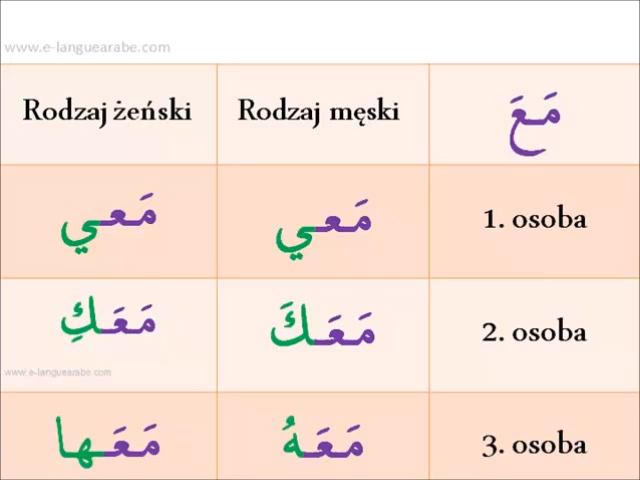 www.e-languearabe.com
Rodzaj żeński Rodzaj męski مَعَ
مَعي مَعي 1. osoba
مَعَكِ مَعَكَ 2. osoba
www.e-languearabe.com
مَعَها مَعَهُ 3. osoba